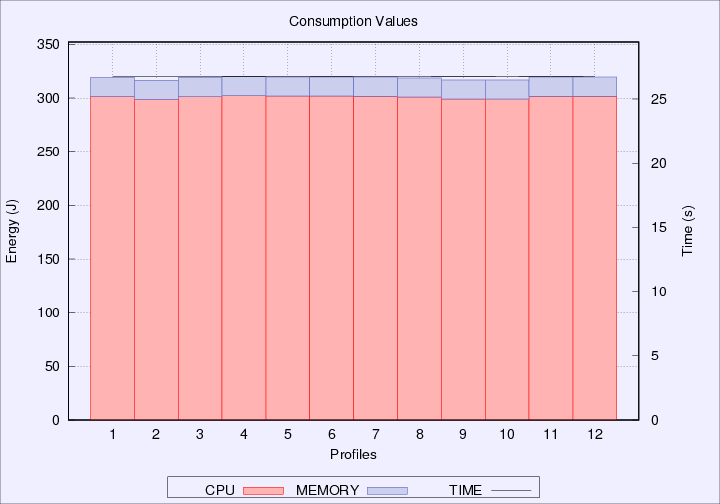 Consumption Values
350
300
250
200
150
100
50
0
Energy (J)
25
20
15
10
5
0
Time (s)
1 2 3 4 5 6 7 8 9 10 11 12
Profiles
CPU MEMORY TIME